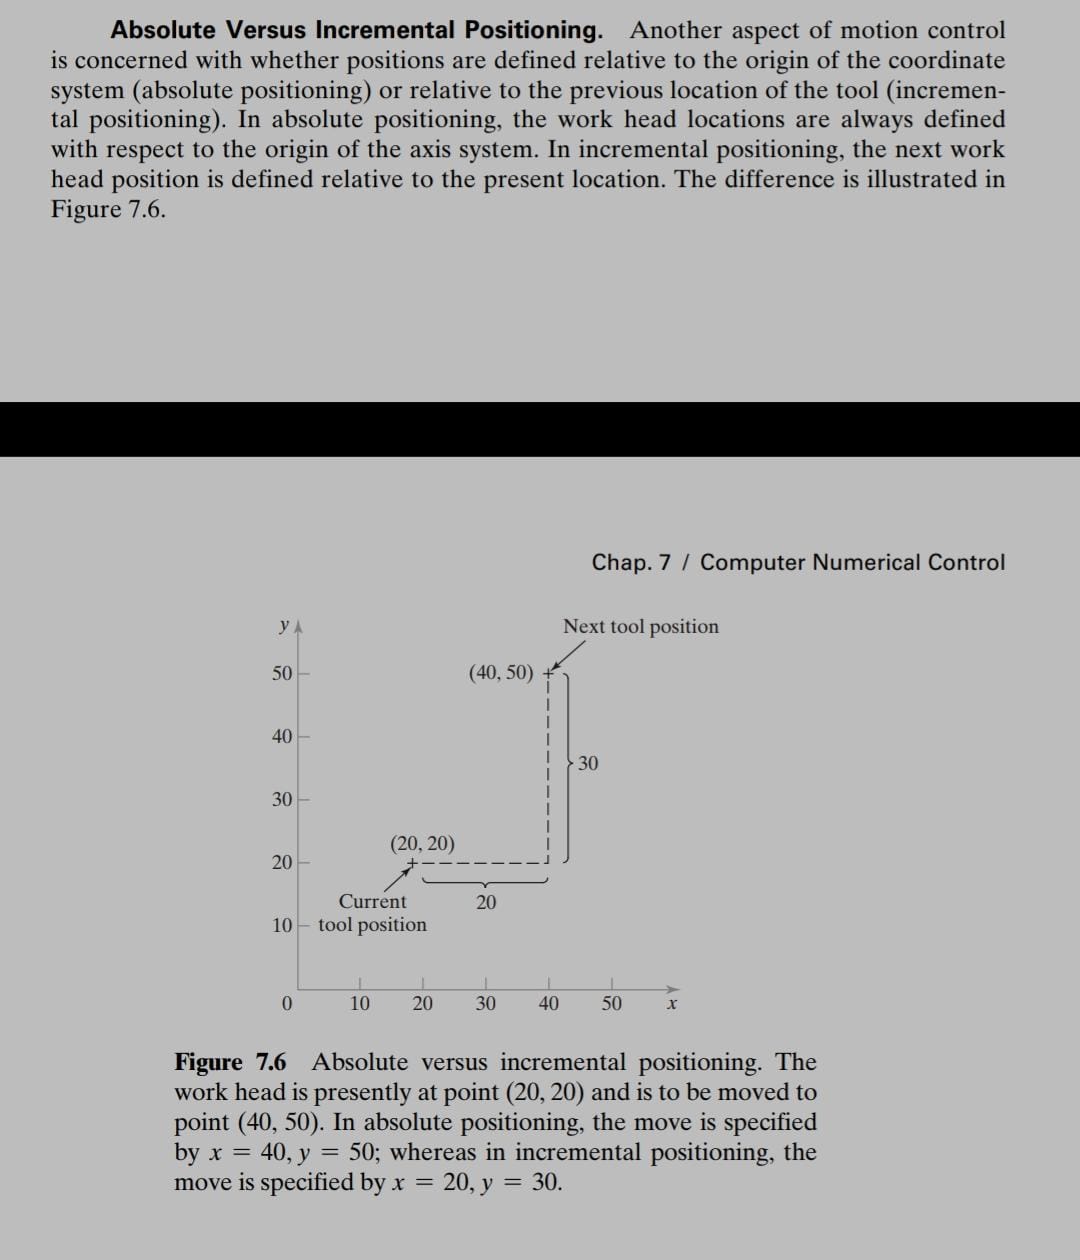 Absolute Versus Incremental Positioning. Another aspect of motion control
is concerned with whether positions are defined relative to the origin of the coordinate
system (absolute positioning) or relative to the previous location of the tool (incremen-
tal positioning). In absolute positioning, the work head locations are always defined
with respect to the origin of the axis system. In incremental positioning, the next work
head position is defined relative to the present location. The difference is illustrated in
Figure 7.6.
Chap. 7 / Computer Numerical Control
y
Next tool position
50
(40, 50)
40
30
30
(20, 20)
20
Current
20
10
tool position
0 10 20 30 40 50 x
Figure 7.6 Absolute versus incremental positioning. The
work head is presently at point (20, 20) and is to be moved to
point (40, 50). In absolute positioning, the move is specified
by x = 40, y = 50; whereas in incremental positioning, the
move is specified by x = 20, y = 30.